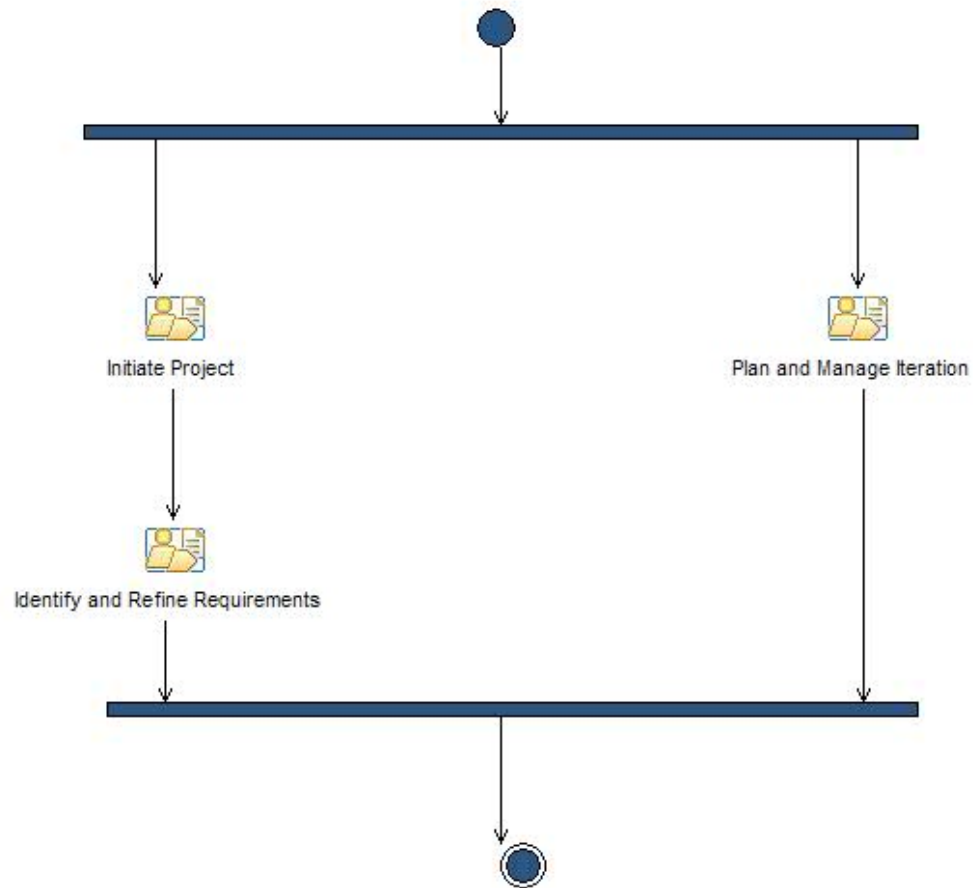 Initiate Project
Plan and Manage Iteration
Identify and Refine Requirements